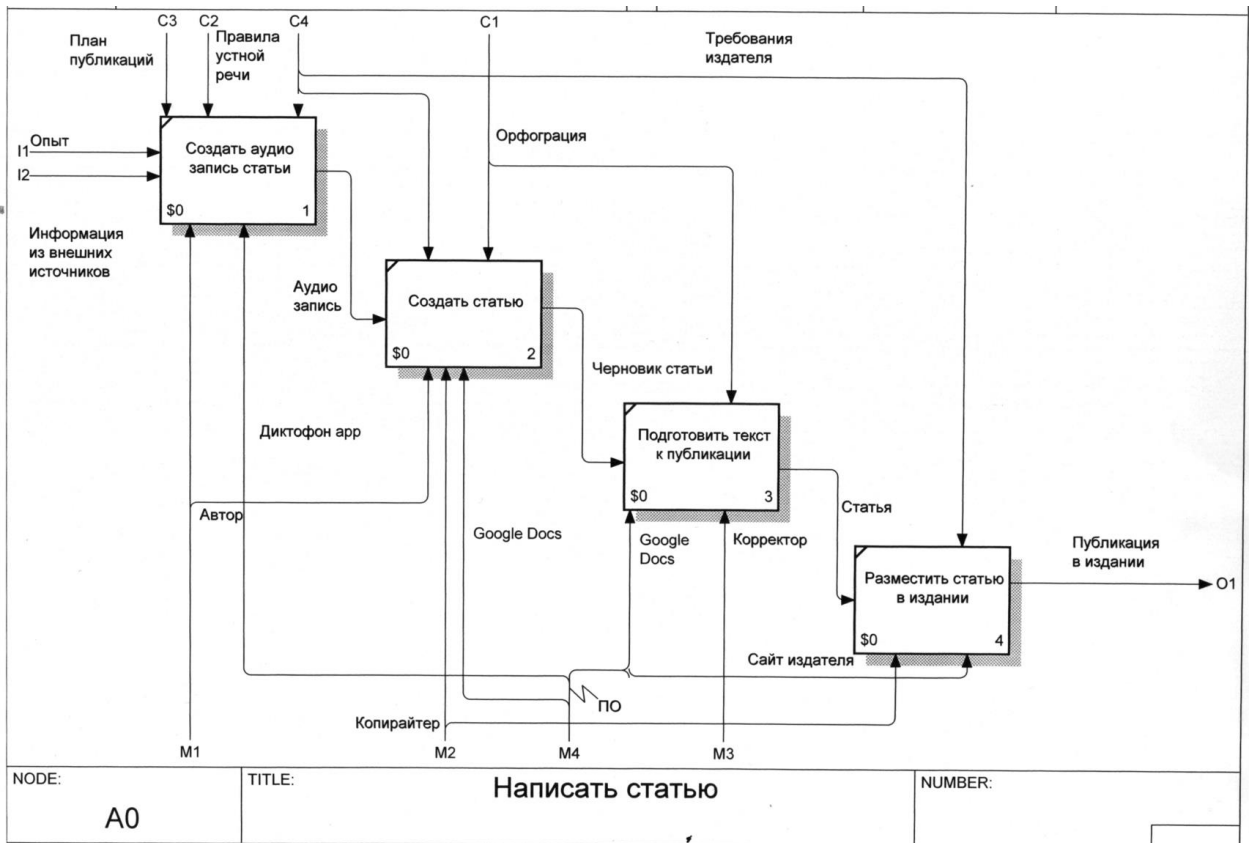 C3
C2
C4
C1
План
публикаций
Правила
устной
речи
Требования
издателя
I1
Опыт
I2
Создать аудио
запись статьи
$0
1
Орфограция
Информация
из внешних
источников
Аудио
запись
Создать статью
$0
2
Черновик статьи
Диктофон app
Подготовить текст
к публикации
$0
3
Автор
Google Docs
Google
Docs
Корректор
Статья
Публикация
в издании
O1
Разместить статью
в издании
$0
4
Сайт издателя
ПО
Копирайтер
M1
M2
M4
M3
NODE:
A0
TITLE:
Написать статью
NUMBER: